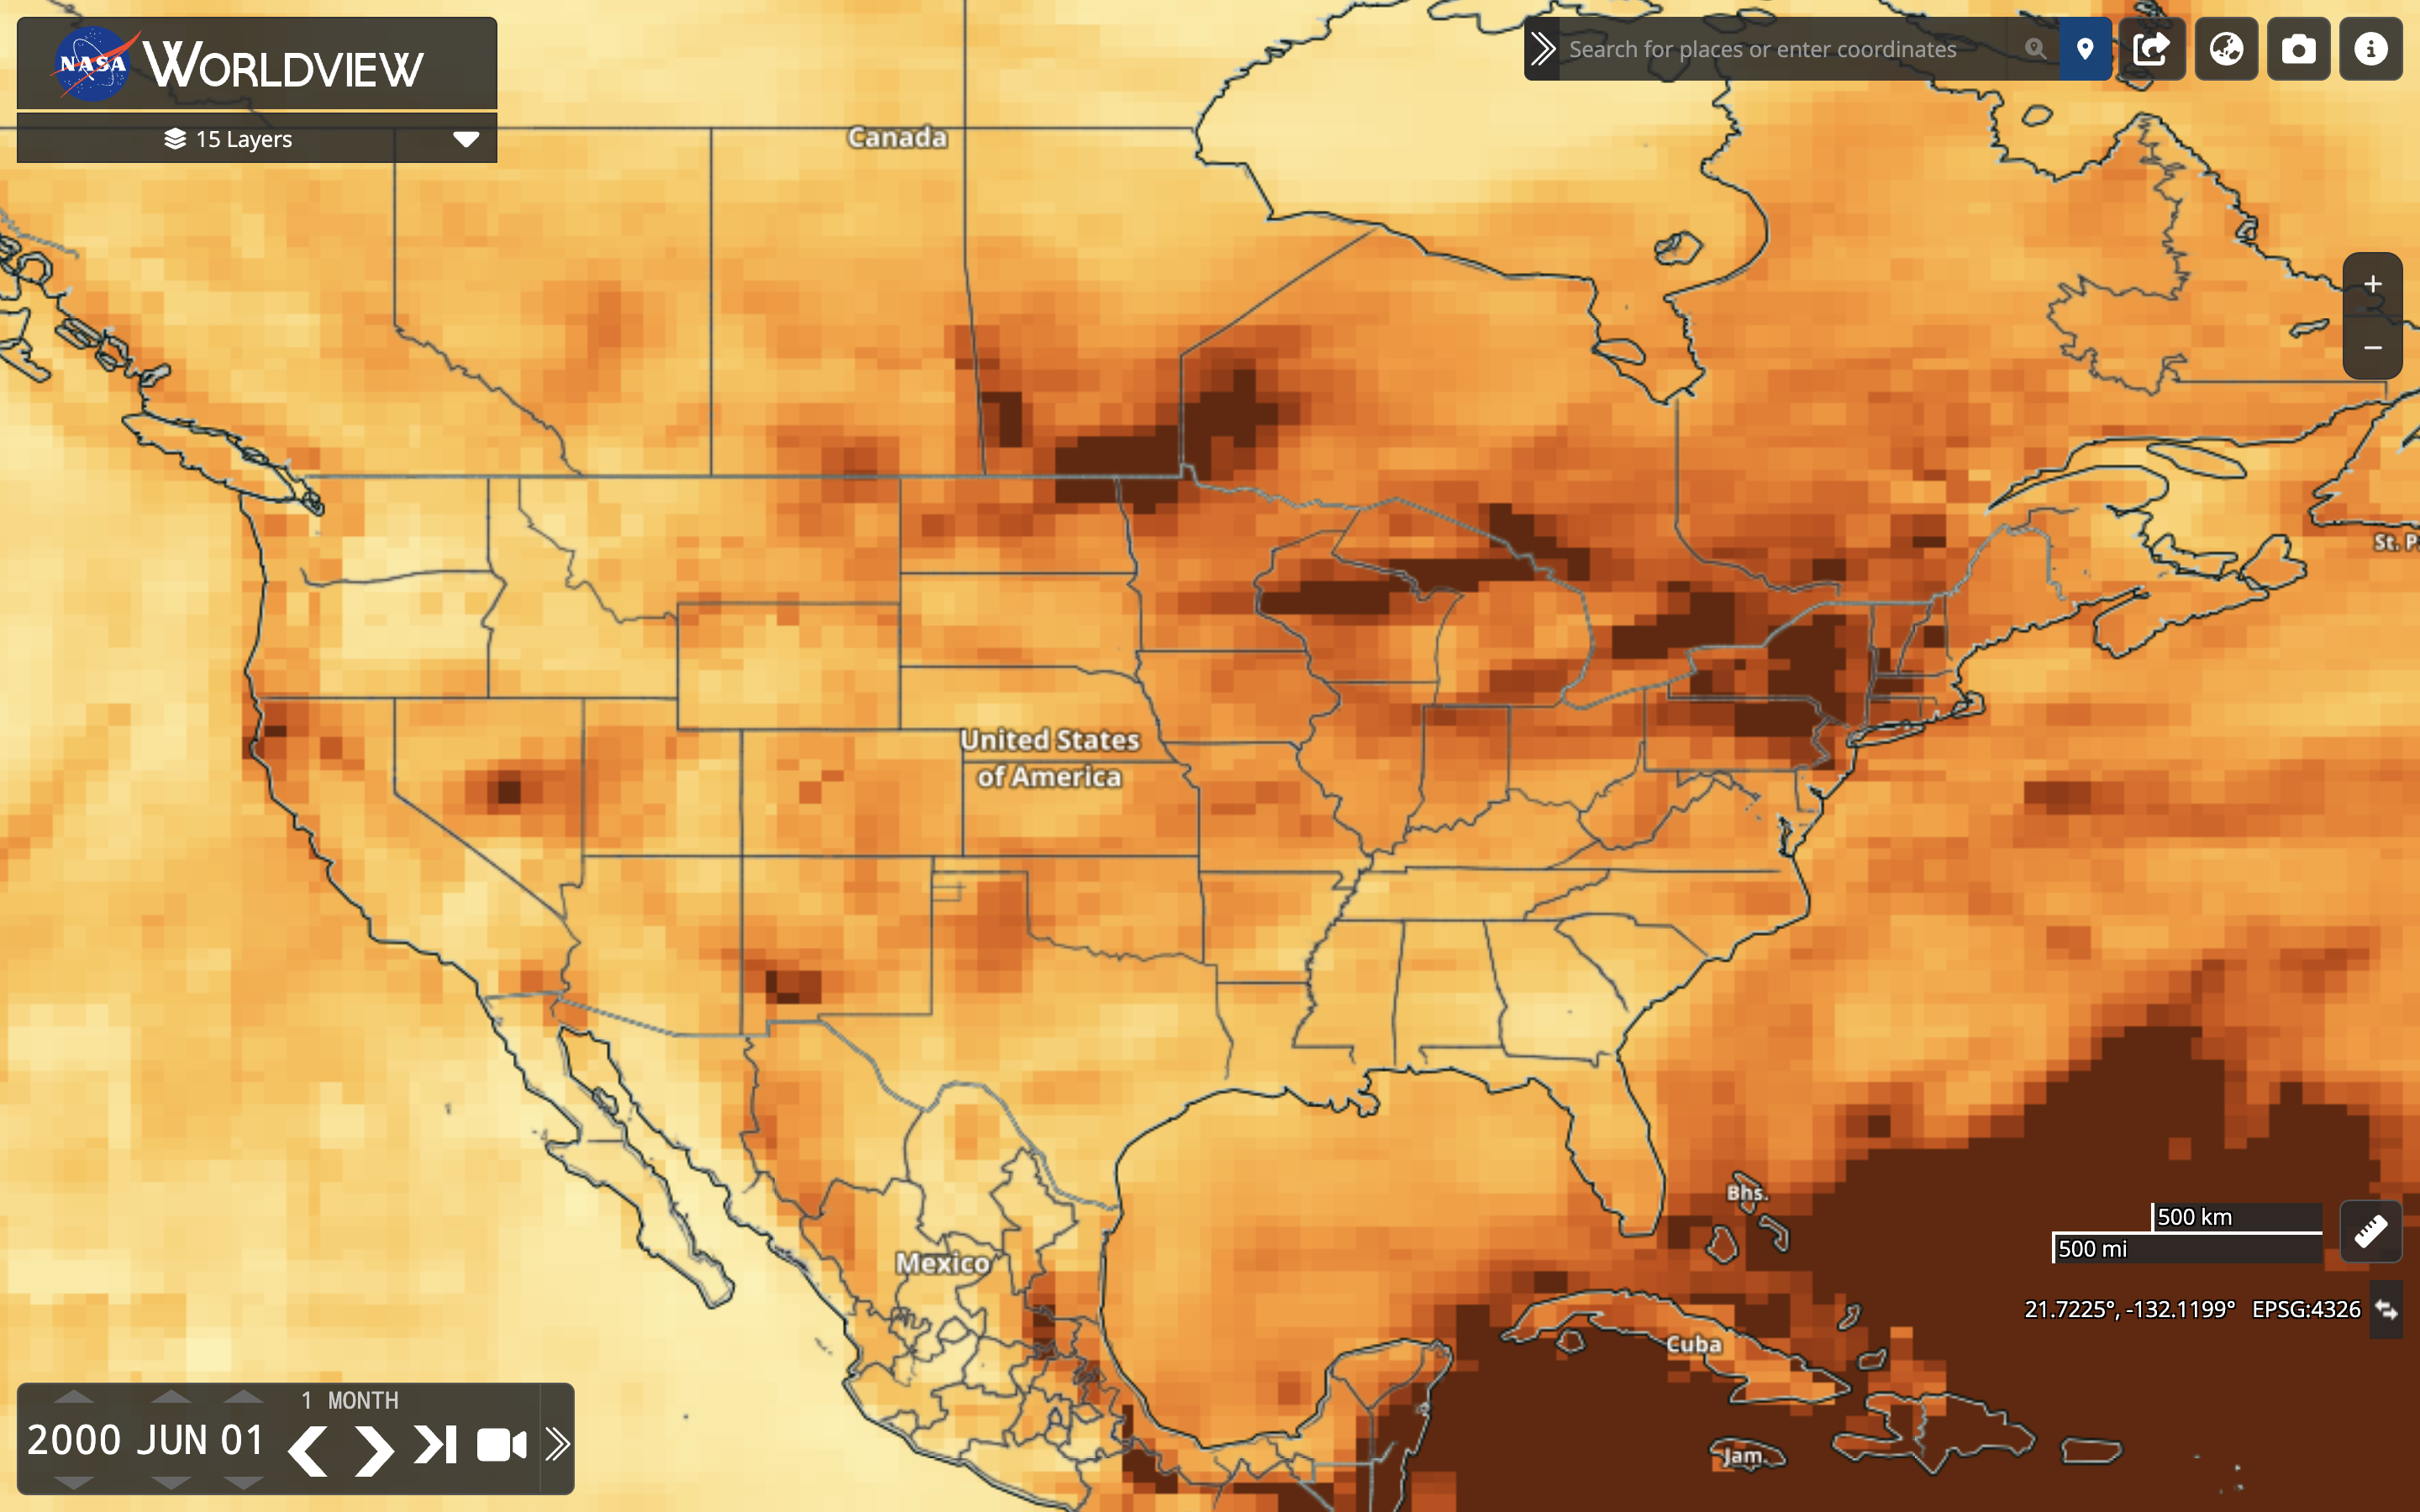 NASA WORLDVIEW
15 Layers
Search for places or enter coordinates
Canada
St. P
United States
of America
Bhs.
500 km
500 mi
Mexico
21.7225°, -132.1199° EPSG:4326
Cuba
1 MONTH
2000 JUN 01
Jam.